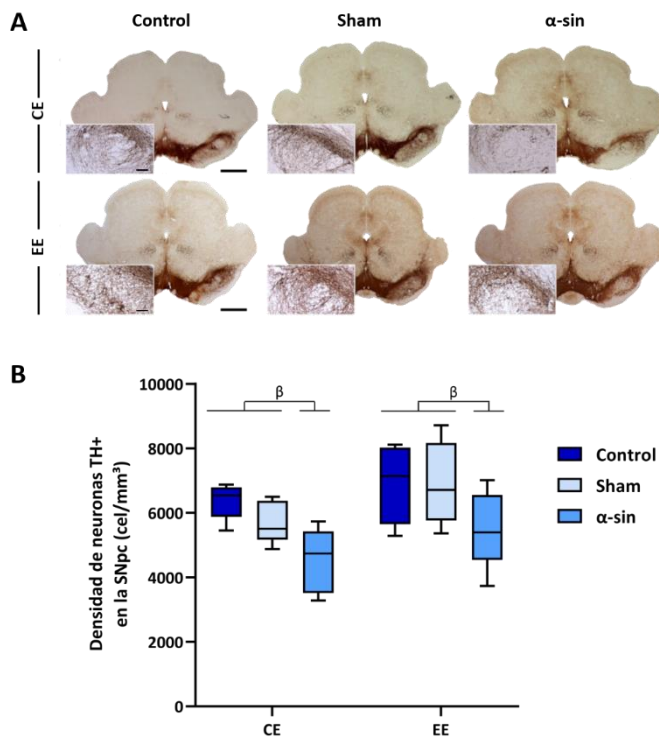 A
Control Sham α-sin
CE
EE
B
Densidad de neuronas TH+
en la SNpc (cel/mm³)
10000
8000
6000
4000
2000
0
β β
CE EE
Control
Sham
α-sin